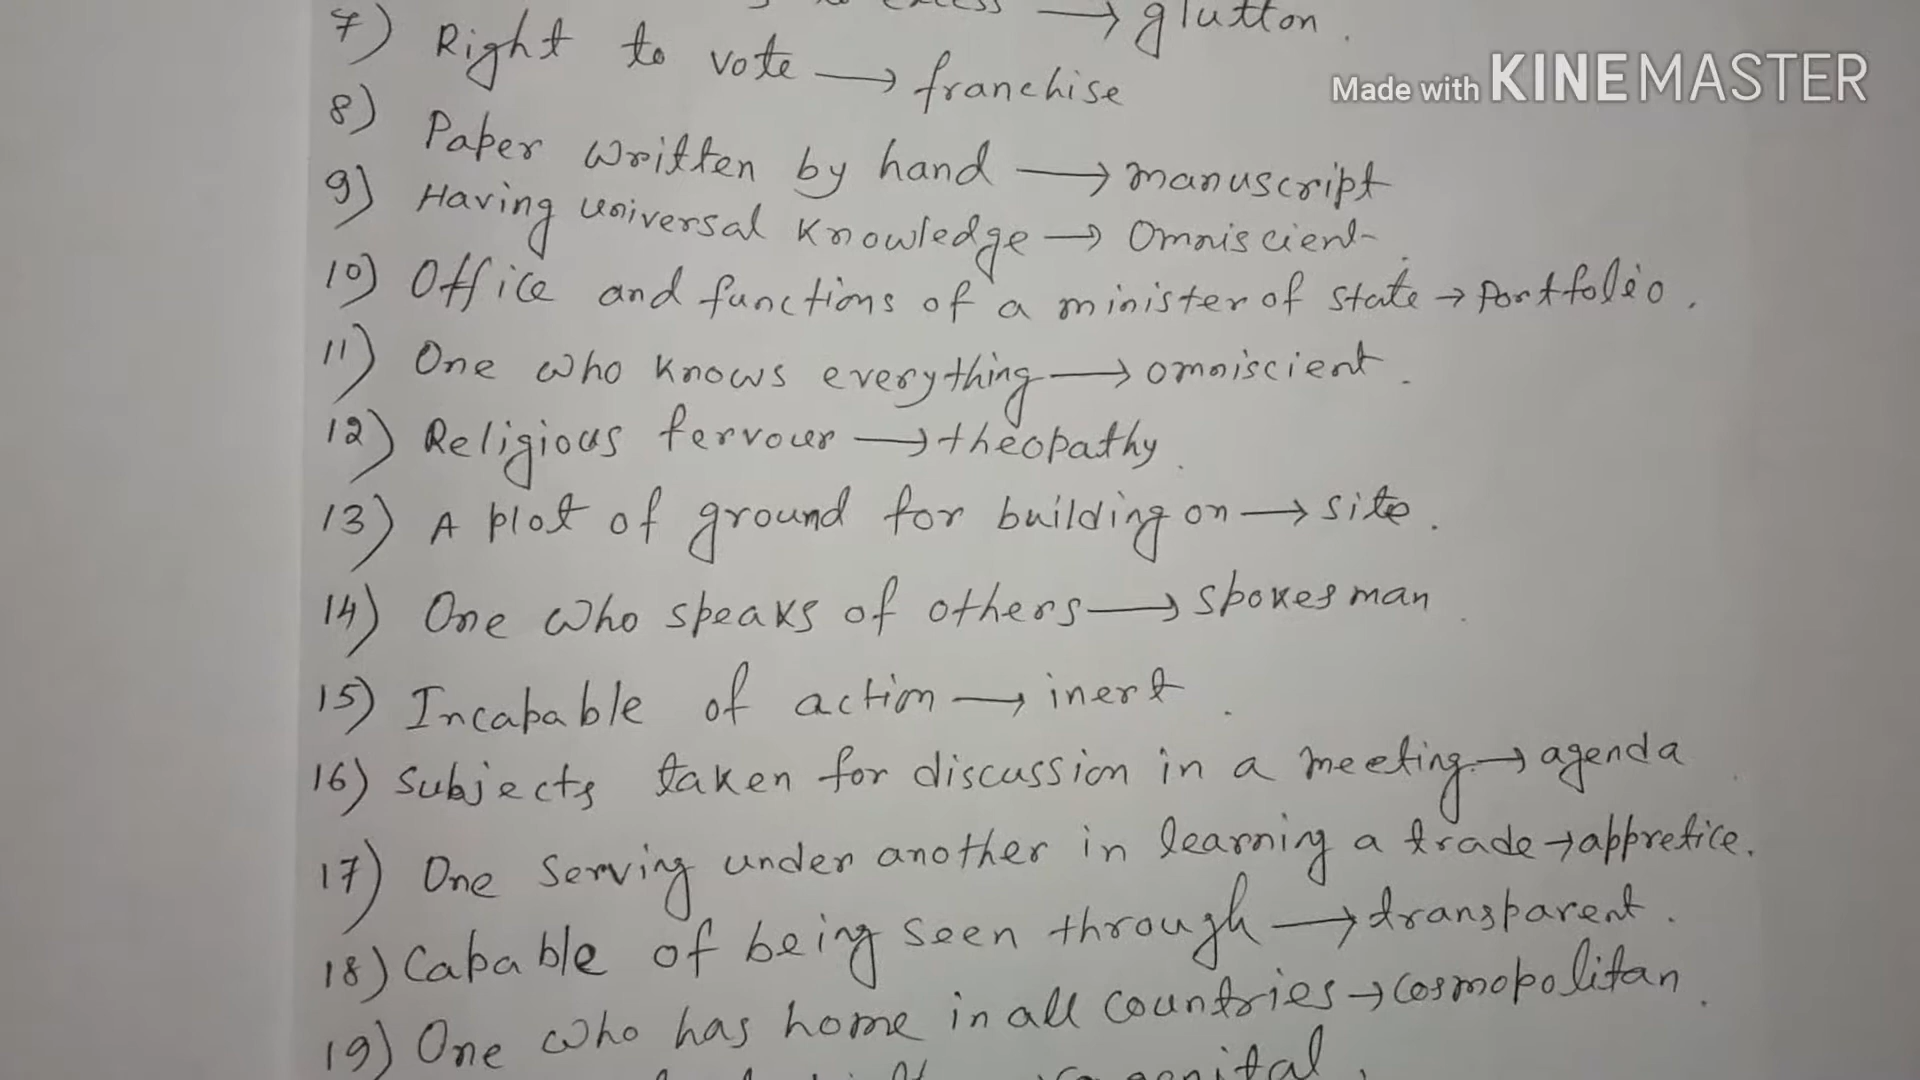 excess → glutton.
7) Right to vote → franchise
Made with KINEMASTER
8) Paper written by hand → manuscript
9) Having universal knowledge → Omniscient
10) Office and functions of a minister of state → Portfolio.
11) One who knows everything → omniscient.
12) Religious fervour → theopathy.
13) A plot of ground for building on → site.
14) One who speaks of others → spokesman.
15) Incapable of action → inert.
16) Subjects taken for discussion in a meeting → agenda
17) One serving under another in learning a trade → appretice.
18) Capable of being seen through → transparent.
19) One who has home in all countries → cosmopolitan.